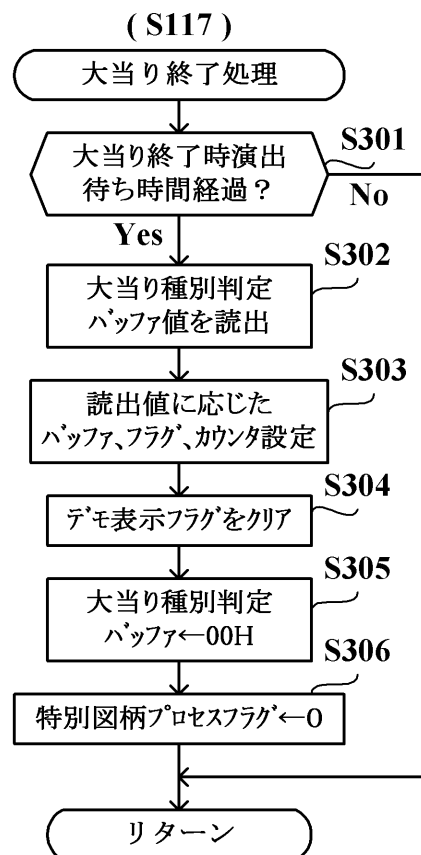 ( S117 )
大当り終了処理
大当り終了時演出
待ち時間経過？
S301
No
Yes
S302
大当り種別判定
バッファ値を読出
S303
読出値に応じた
バッファ、フラグ、カウンタ設定
S304
デモ表示フラグをクリア
S305
大当り種別判定
バッファ←00H
S306
特別図柄プロセスフラグ←0
リターン